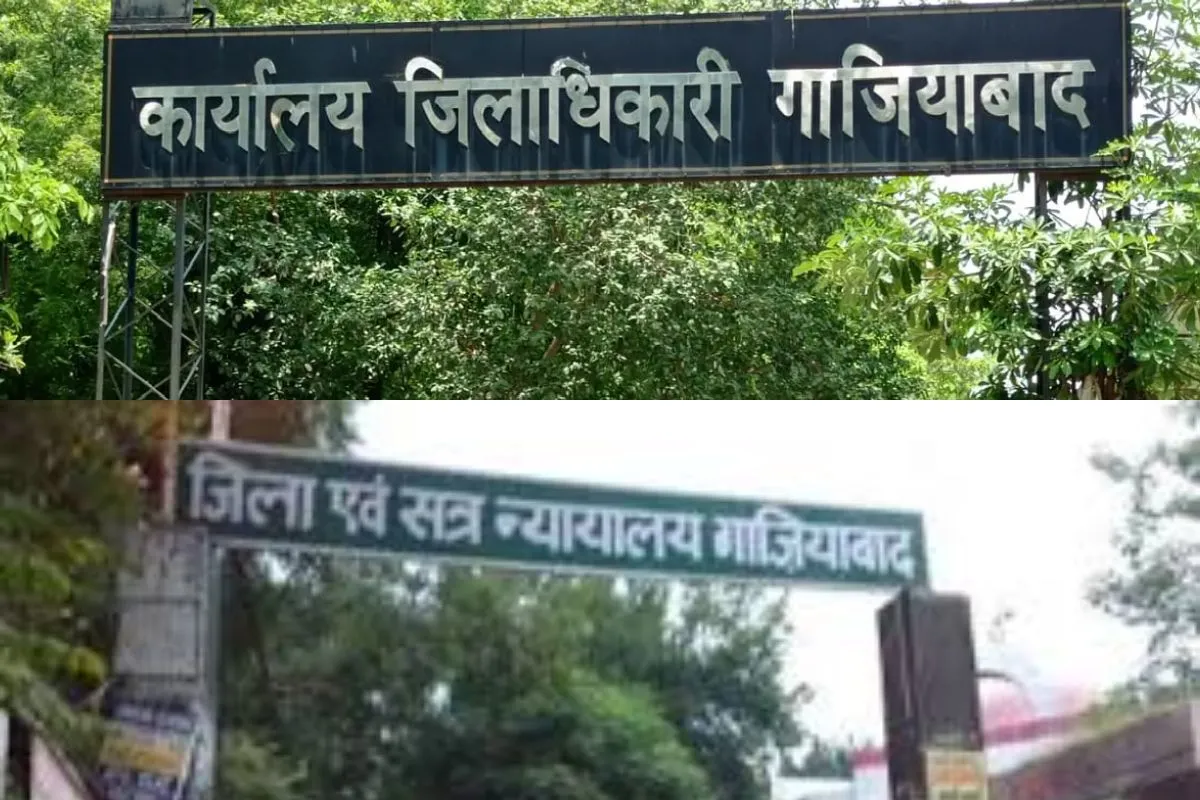 कार्यालय जिलाधिकारी गाजियाबाद
जिला एवं सत्र न्यायालय गाज़ियाबाद